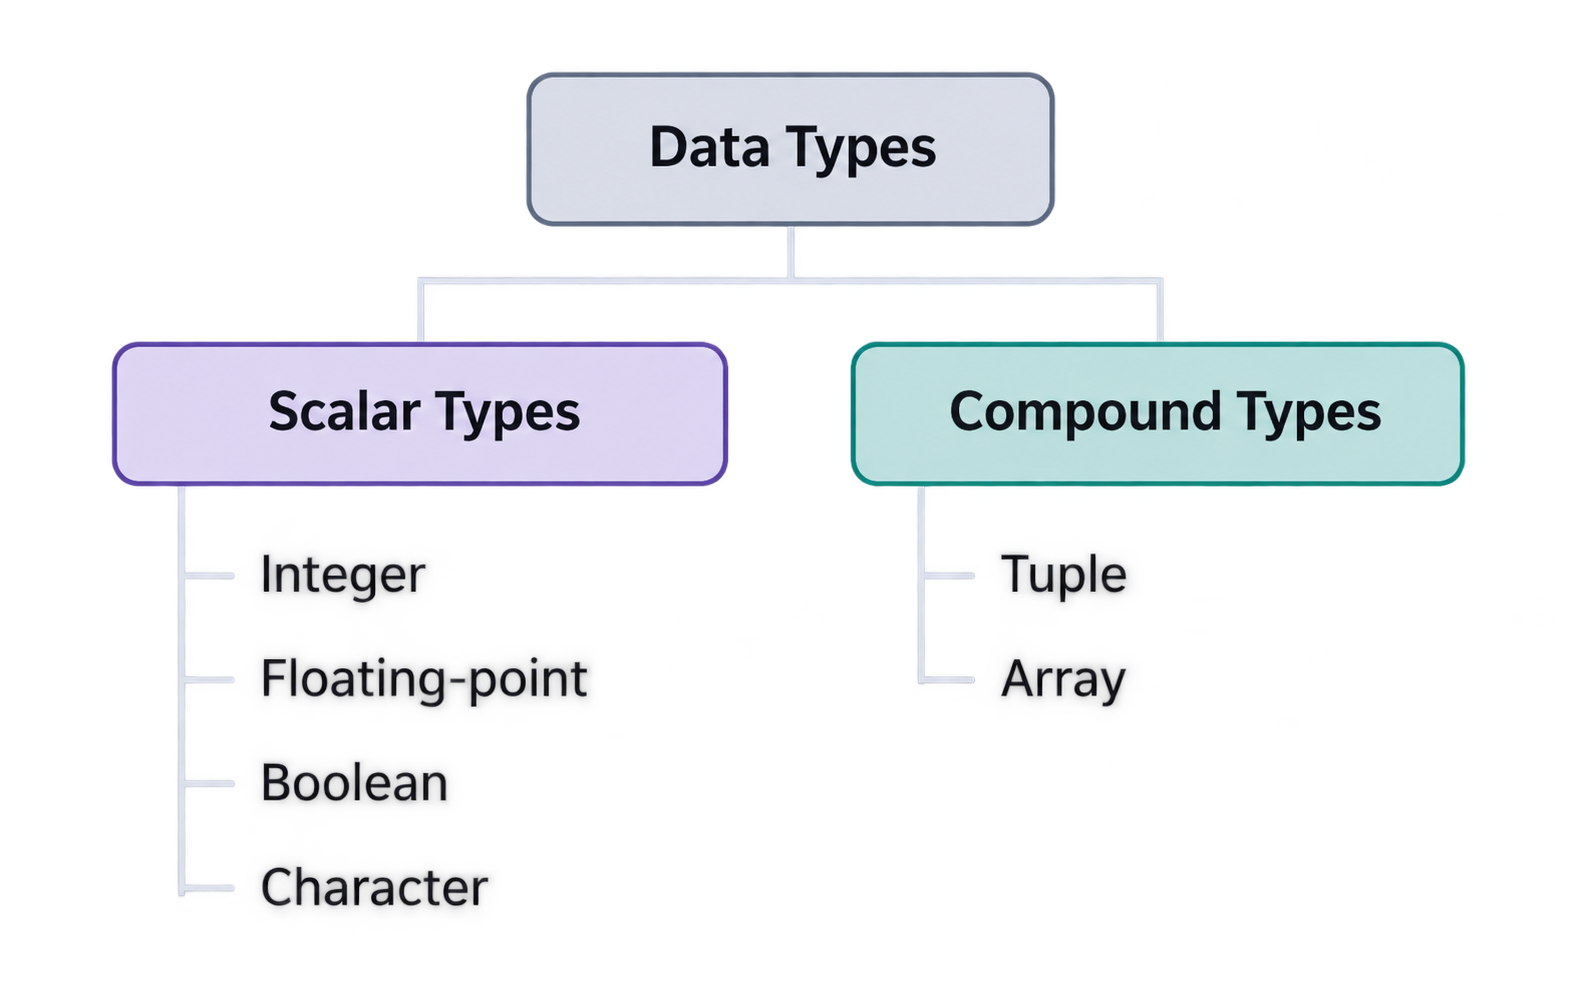 Data Types
Scalar Types
Integer
Floating-point
Boolean
Character
Compound Types
Tuple
Array